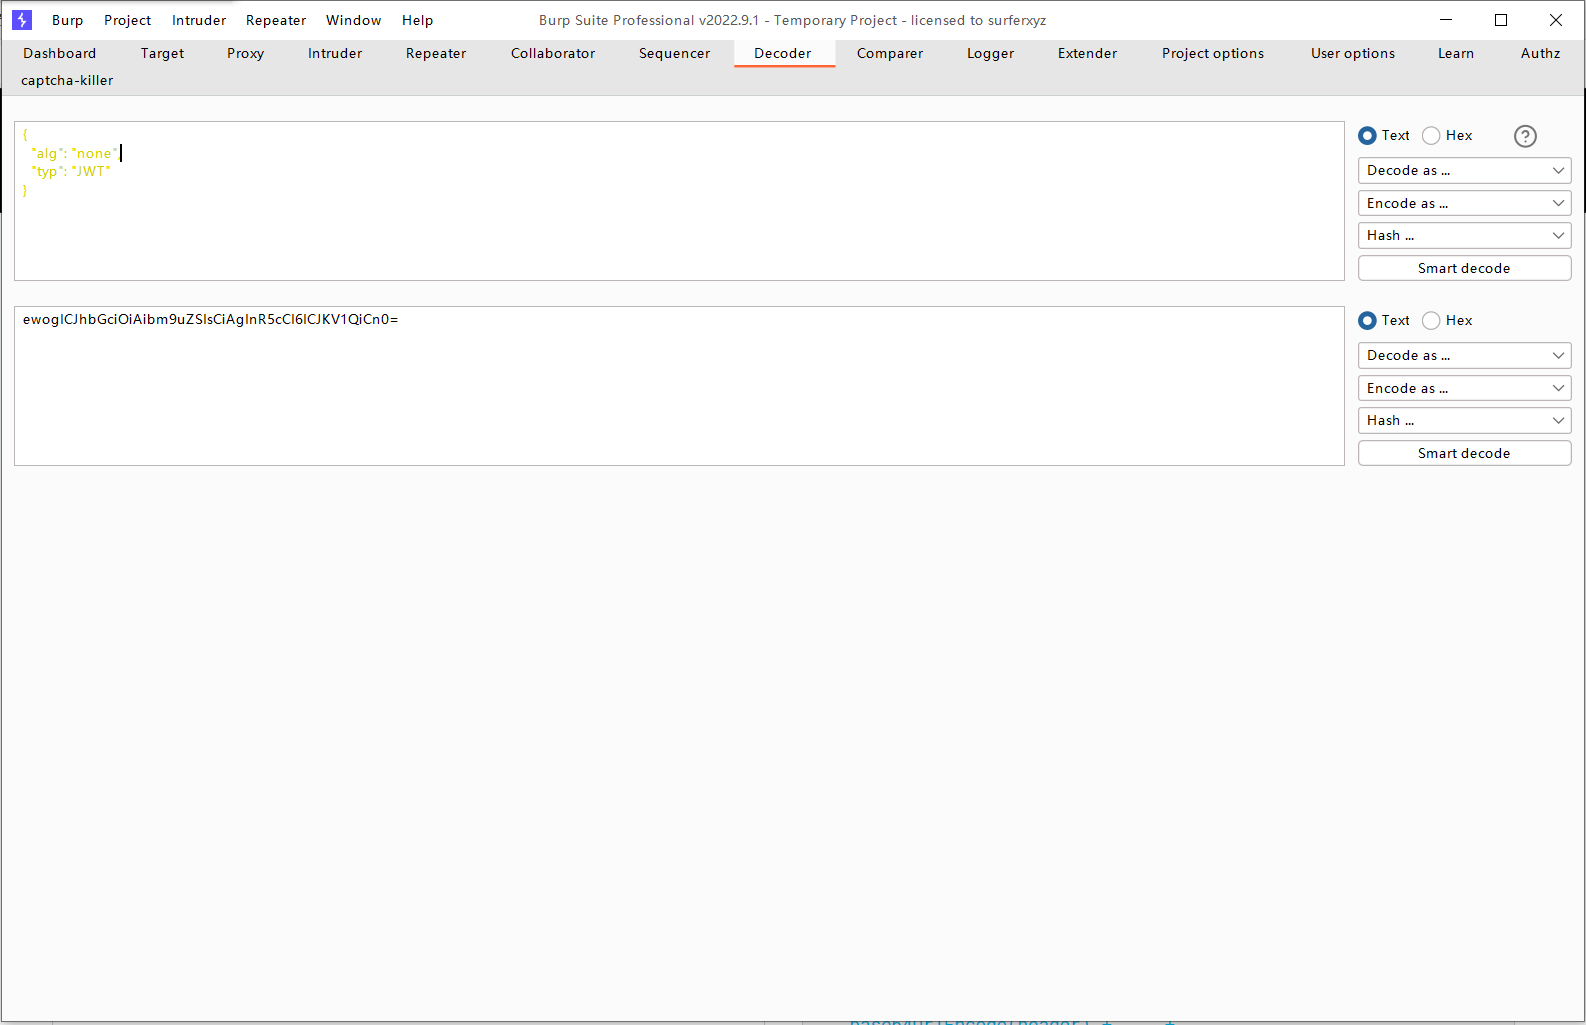 Burp Project Intruder Repeater Window Help Burp Suite Professional v2022.9.1 - Temporary Project - licensed to surferxyz
Dashboard Target Proxy Intruder Repeater Collaborator Sequencer Decoder Comparer Logger Extender Project options User options Learn Authz
captcha-killer
{
"alg": "none",
"typ": "JWT"
}
Text Hex ?
Decode as ...
Encode as ...
Hash ...
Smart decode
ewogICJhbGciOiAibm9uZSIsCiAgInR5cCI6ICJKV1QiCn0=
Text Hex
Decode as ...
Encode as ...
Hash ...
Smart decode